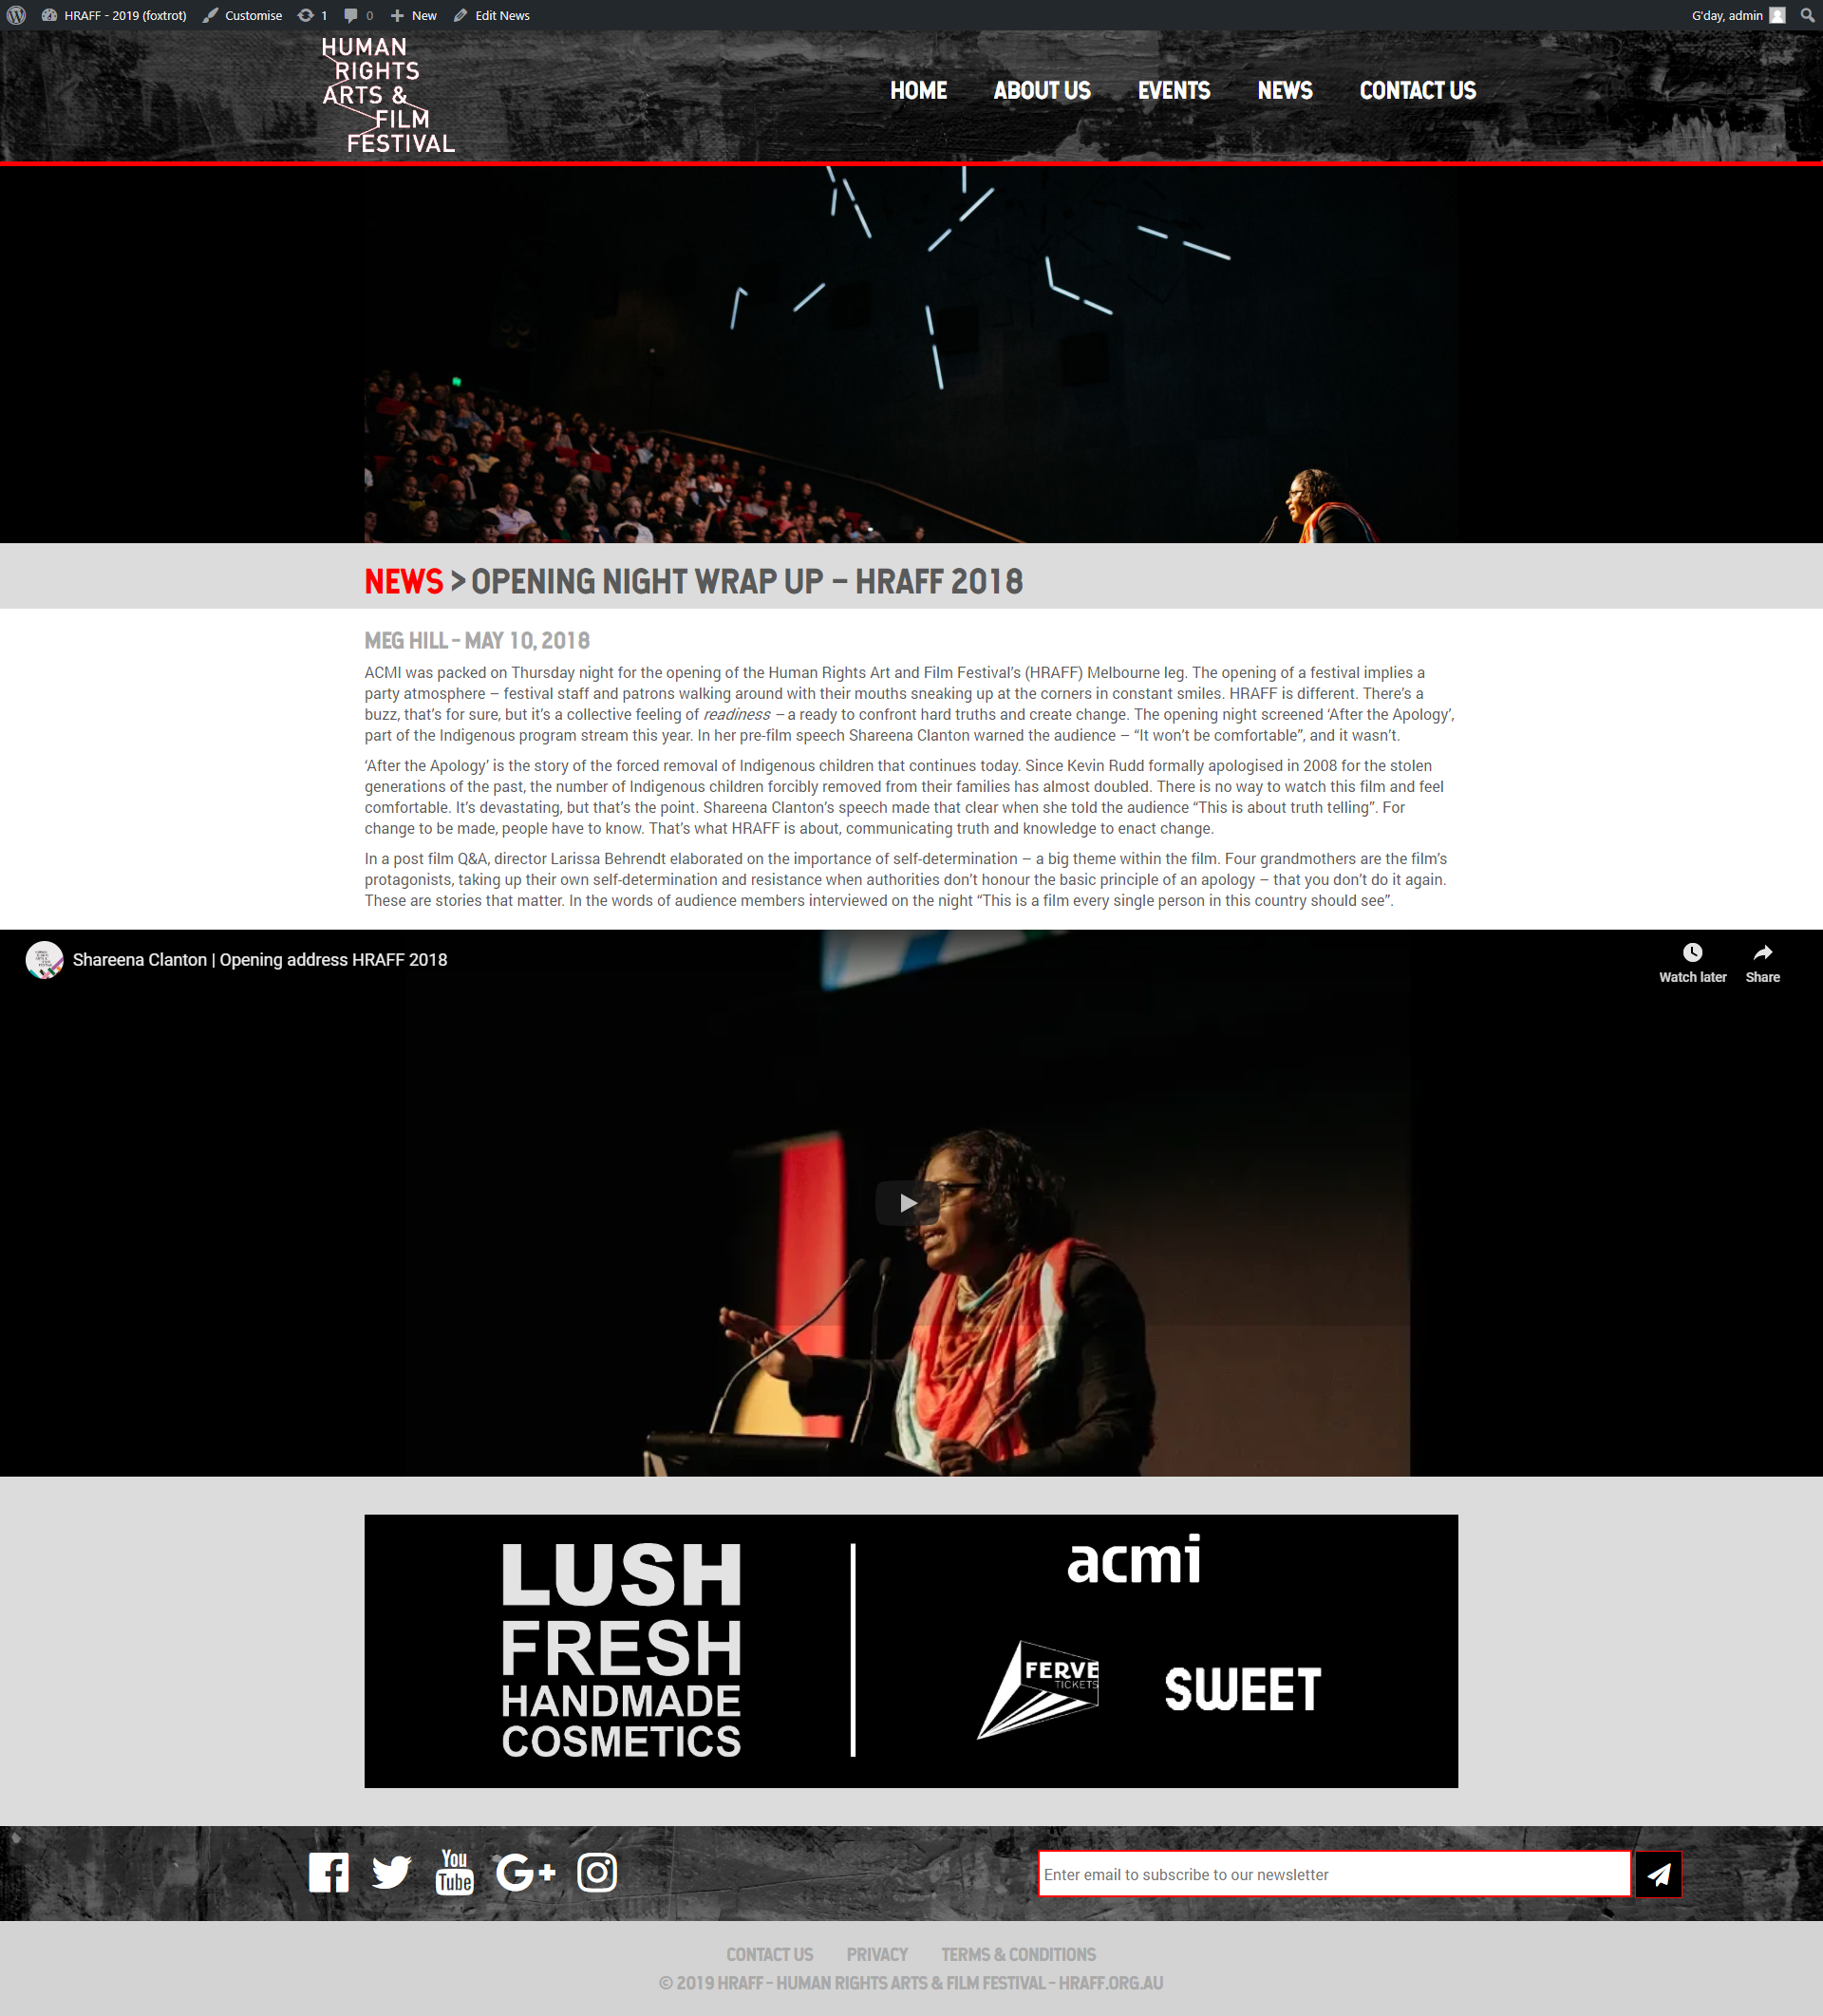 HRAFF - 2019 (foxtrot) Customise 1 0 New Edit News G'day, admin
HUMAN
RIGHTS
ARTS &
FILM
FESTIVAL
HOME ABOUT US EVENTS NEWS CONTACT US
NEWS > OPENING NIGHT WRAP UP – HRAFF 2018
MEG HILL - MAY 10, 2018
ACMI was packed on Thursday night for the opening of the Human Rights Art and Film Festival’s (HRAFF) Melbourne leg. The opening of a festival implies a
party atmosphere – festival staff and patrons walking around with their mouths sneaking up at the corners in constant smiles. HRAFF is different. There’s a
buzz, that’s for sure, but it’s a collective feeling of readiness – a ready to confront hard truths and create change. The opening night screened ‘After the Apology’,
part of the Indigenous program stream this year. In her pre-film speech Shareena Clanton warned the audience – “It won’t be comfortable”, and it wasn’t.
‘After the Apology’ is the story of the forced removal of Indigenous children that continues today. Since Kevin Rudd formally apologised in 2008 for the stolen
generations of the past, the number of Indigenous children forcibly removed from their families has almost doubled. There is no way to watch this film and feel
comfortable. It’s devastating, but that’s the point. Shareena Clanton’s speech made that clear when she told the audience “This is about truth telling”. For
change to be made, people have to know. That’s what HRAFF is about, communicating truth and knowledge to enact change.
In a post film Q&A, director Larissa Behrendt elaborated on the importance of self-determination – a big theme within the film. Four grandmothers are the film’s
protagonists, taking up their own self-determination and resistance when authorities don’t honour the basic principle of an apology – that you don’t do it again.
These are stories that matter. In the words of audience members interviewed on the night “This is a film every single person in this country should see”.
Shareena Clanton | Opening address HRAFF 2018
Watch later Share
LUSH
FRESH
HANDMADE
COSMETICS
acmi
FERVE
TICKETS
SWEET
You
Tube
G+
Enter email to subscribe to our newsletter
CONTACT US PRIVACY TERMS & CONDITIONS
© 2019 HRAFF - HUMAN RIGHTS ARTS & FILM FESTIVAL - HRAFF.ORG.AU